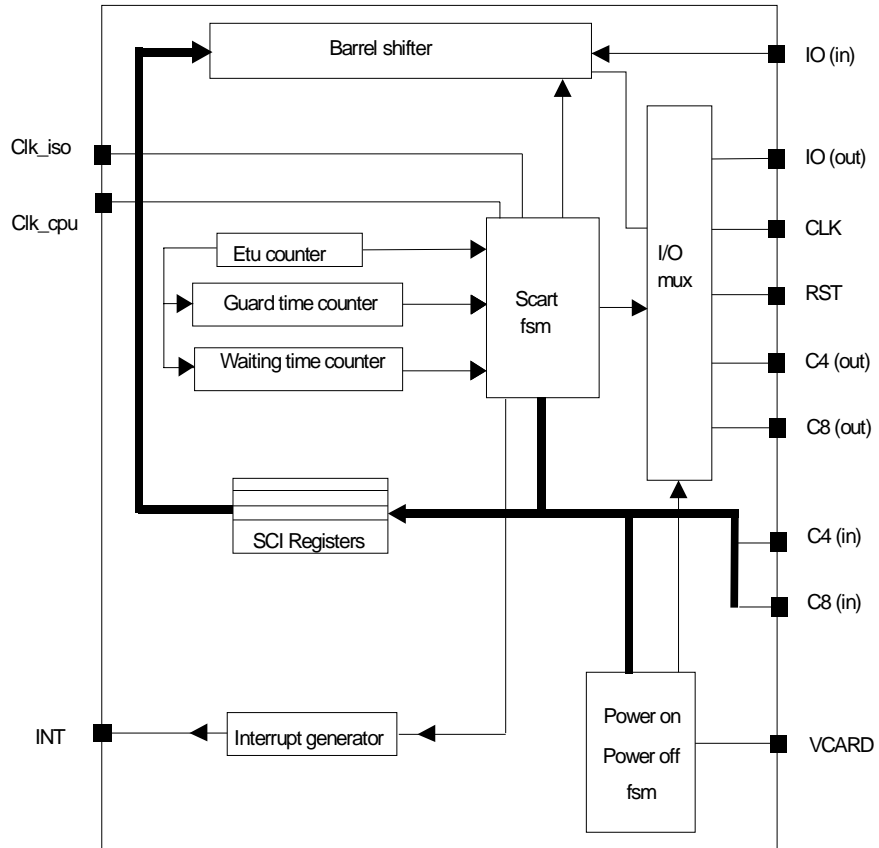 Barrel shifter
IO (in)
Clk_iso
IO (out)
Clk_cpu
CLK
Etu counter
I/O
mux
Guard time counter
Scart
fsm
RST
Waiting time counter
C4 (out)
C8 (out)
SCI Registers
C4 (in)
C8 (in)
Power on
Power off
fsm
INT
Interrupt generator
VCARD